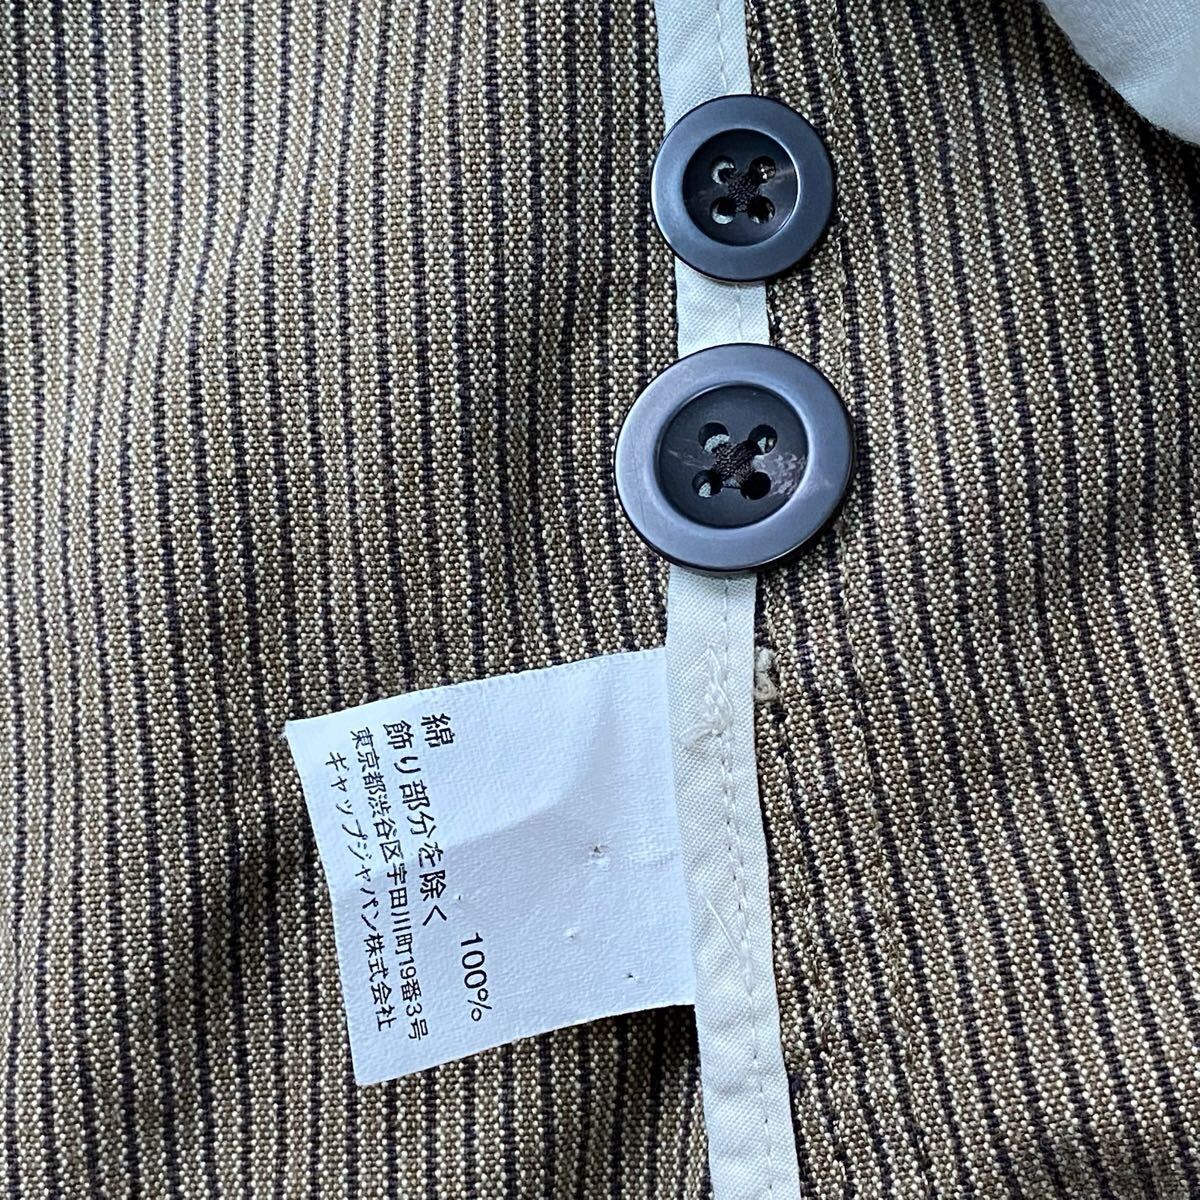 綿 100%
飾り部分を除く
東京都渋谷区宇田川町19番3号
ギャップジャパン株式会社